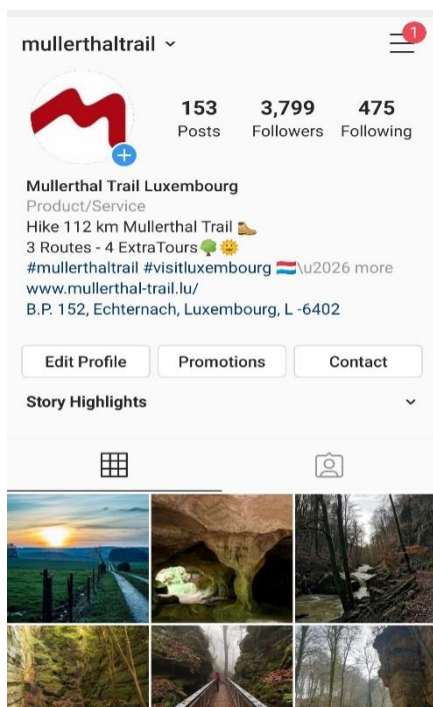 mullerthaltrail
1
153 3,799 475
Posts Followers Following
Mullerthal Trail Luxembourg
Product/Service
Hike 112 km Mullerthal Trail 🥾
3 Routes - 4 ExtraTours🌳🌞
#mullerthaltrail #visitluxembourg 🇱🇺\u2026 more
www.mullerthal-trail.lu/
B.P. 152, Echternach, Luxembourg, L -6402
Edit Profile Promotions Contact
Story Highlights